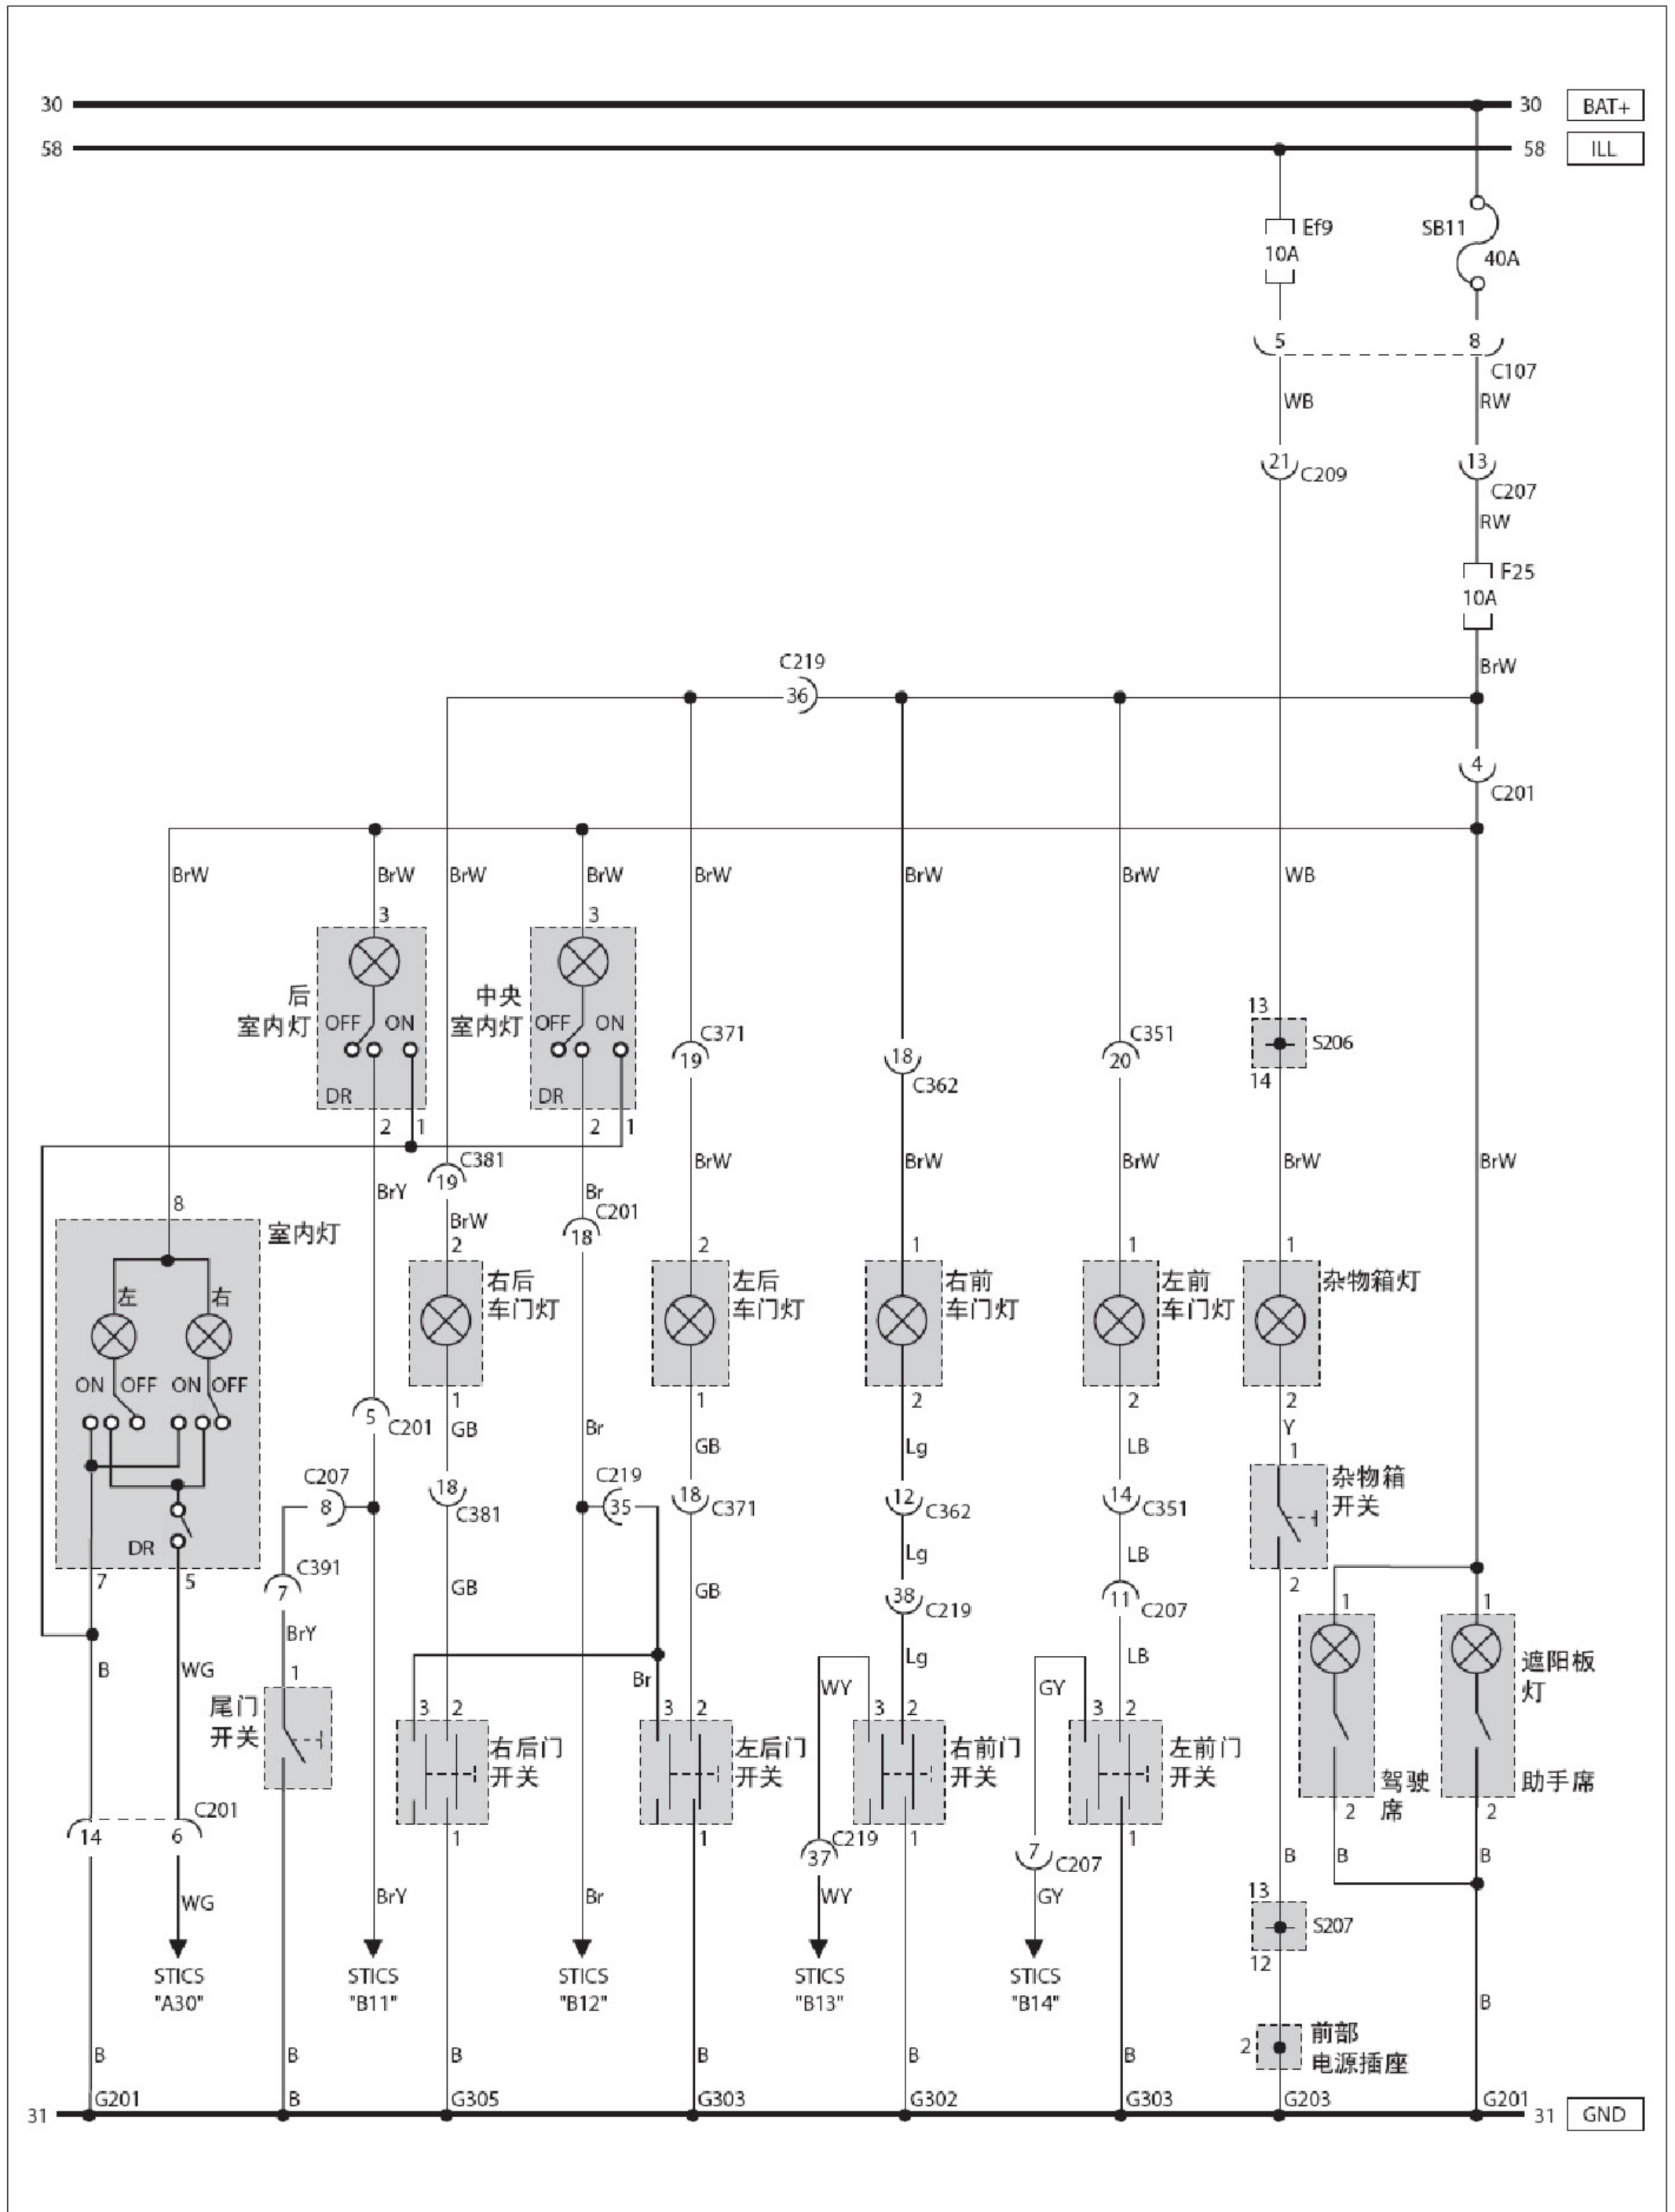 30
30
BAT+
58
58
ILL
Ef9
10A
SB11
40A
5
8
C107
WB
RW
21
C209
13
C207
RW
F25
10A
C219
36
BrW
4
C201
BrW
BrW
BrW
BrW
BrW
BrW
BrW
WB
3
3
后
室内灯
OFF
ON
DR
中央
室内灯
OFF
ON
DR
C371
19
18
C362
C351
20
13
S206
14
2
1
2
1
C381
19
BrY
Br
C201
18
BrW
BrW
BrW
BrW
BrW
BrW
8
室内灯
左
右
ON
OFF
ON
OFF
DR
2
右后
车门灯
2
左后
车门灯
1
右前
车门灯
1
左前
车门灯
1
杂物箱灯
1
1
2
2
2
5
C201
GB
Br
GB
Lg
LB
Y
1
杂物箱
开关
C207
8
18
C381
C219
35
18
C371
12
C362
14
C351
Lg
LB
7
5
C391
7
GB
GB
38
C219
11
C207
2
1
1
BrY
B
WG
Br
WY
Lg
GY
LB
遮阳板
灯
1
尾门
开关
3
2
右后门
开关
3
2
左后门
开关
3
2
右前门
开关
3
2
左前门
开关
驾驶
席
助手席
2
2
C201
14
6
1
1
C219
37
1
7
C207
1
B
B
B
WG
BrY
Br
WY
GY
13
S207
12
STICS
"A30"
STICS
"B11"
STICS
"B12"
STICS
"B13"
STICS
"B14"
B
2
前部
电源插座
B
B
B
B
B
B
31
G201
B
G305
G303
G302
G303
G203
G201
31
GND